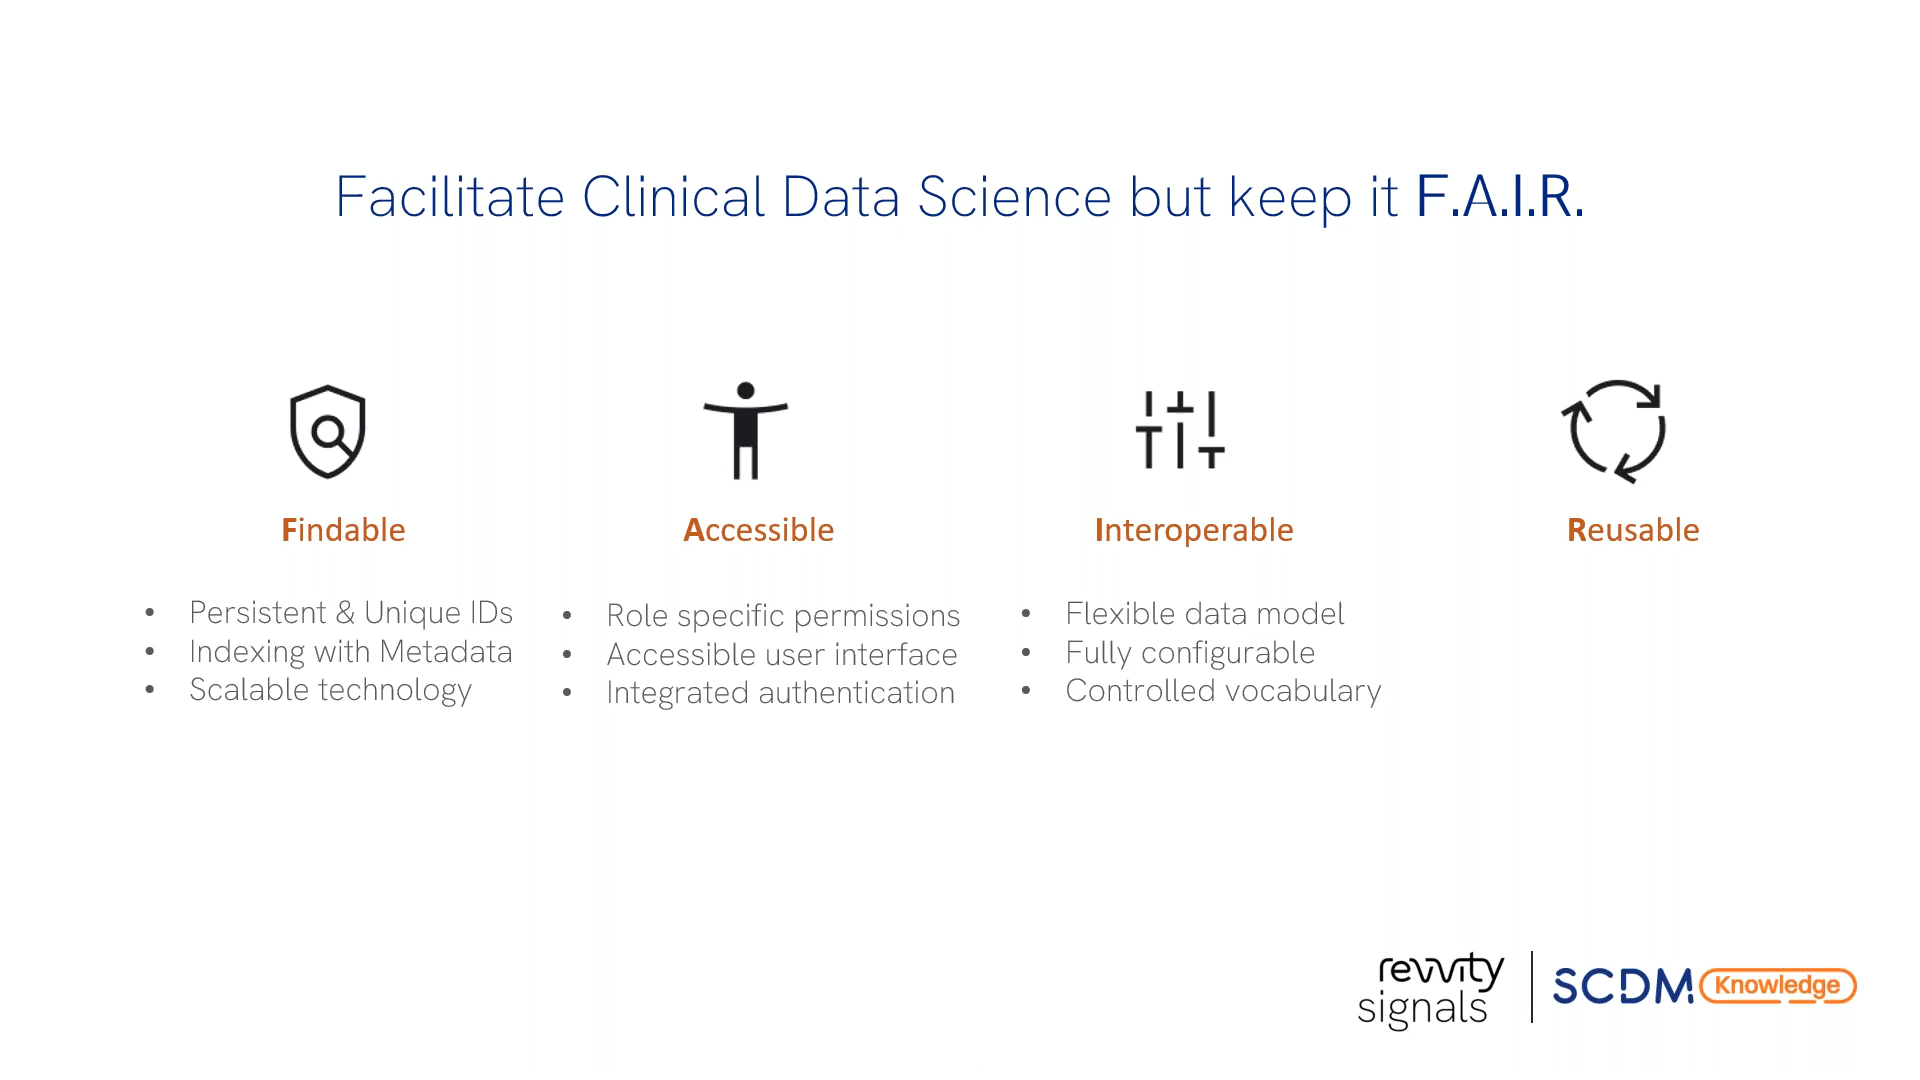 Facilitate Clinical Data Science but keep it F.A.I.R.
Findable
• Persistent & Unique IDs
• Indexing with Metadata
• Scalable technology
Accessible
• Role specific permissions
• Accessible user interface
• Integrated authentication
Interoperable
• Flexible data model
• Fully configurable
• Controlled vocabulary
Reusable
revvity
signals
SCDM Knowledge